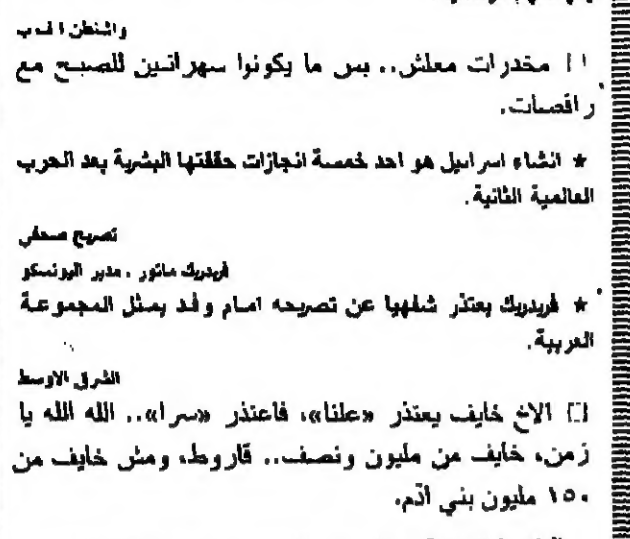 واشنطن
[] مخدرات معلش.. بس ما يكونوا سهرانين للصبح مع
راقصات.
* انشاء اسرائيل هو احد خمسة انجازات حققتها البشرية بعد الحرب
العالمية الثانية.
تصريح صحفي
فريدريك مايور . مدير اليونسكو
* فريدريك يعتذر شفهيا عن تصريحه امام وفد يمثل المجموعة
العربية.
الشرق الاوسط
[] الاخ خايف يعتذر «علنا»، فاعتذر «سرا».. الله الله يا
زمن، خايف من مليون ونصف.. قاروط، ومش خايف من
١٥٠ مليون بني آدم.